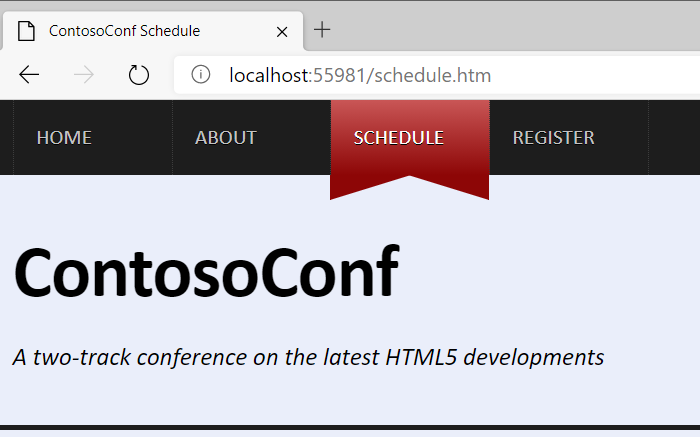 ContosoConf Schedule
localhost:55981/schedule.htm
HOME ABOUT SCHEDULE REGISTER
ContosoConf
A two-track conference on the latest HTML5 developments